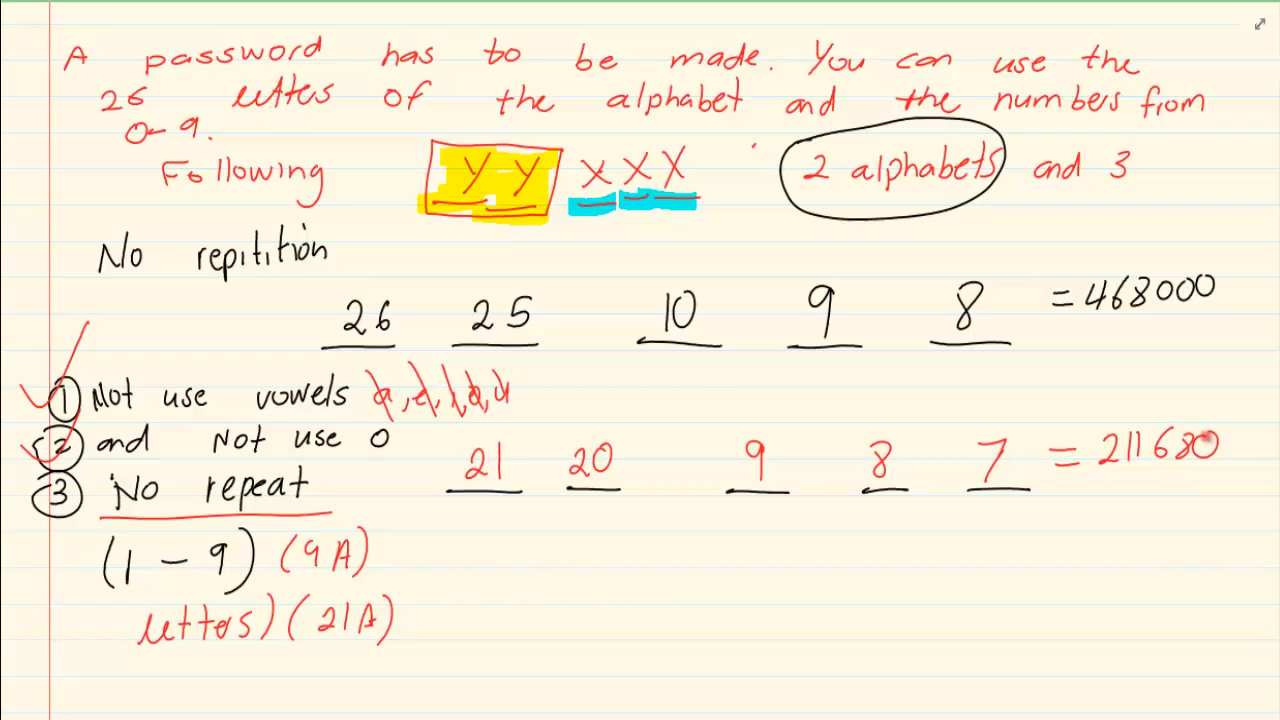 A password has to be made. You can use the
26 letters of the alphabet and the numbers from
0-9.
Following YY XXX 2 alphabets and 3
No repitition
26 25 10 9 8 = 468000
① Not use vowels a, e, i, o, u
② and Not use 0
21 20 9 8 7 = 211680
③ No repeat
(1 - 9) (9A)
letters) (21A)